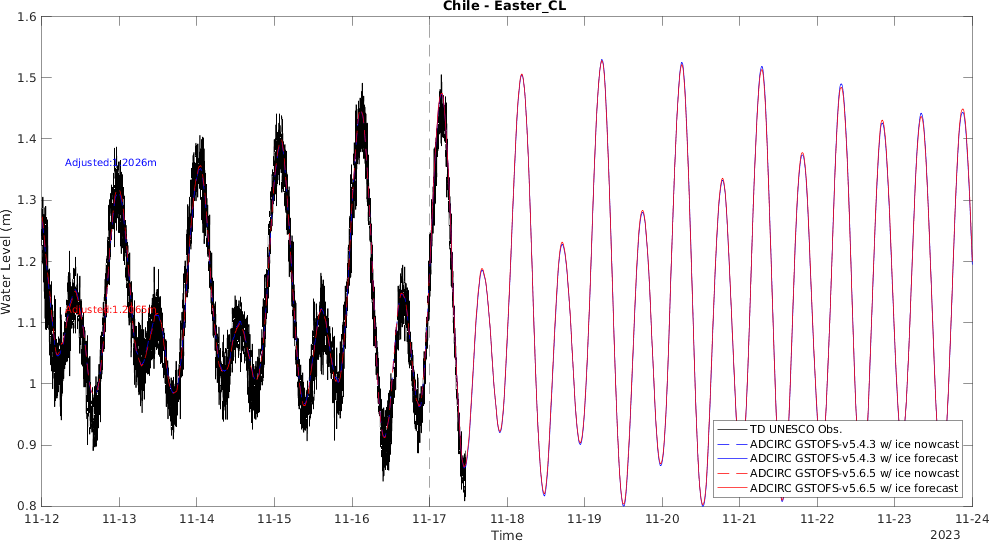 Chile - Easter_CL
Water Level (m)
1.6
1.5
1.4
1.3
1.2
1.1
1
0.9
0.8
Adjusted:1.2026m
TD UNESCO Obs.
ADCIRC GSTOFS-v5.4.3 w/ ice nowcast
ADCIRC GSTOFS-v5.4.3 w/ ice forecast
ADCIRC GSTOFS-v5.6.5 w/ ice nowcast
ADCIRC GSTOFS-v5.6.5 w/ ice forecast
11-12 11-13 11-14 11-15 11-16 11-17 11-18 11-19 11-20 11-21 11-22 11-23 11-24
Time
2023